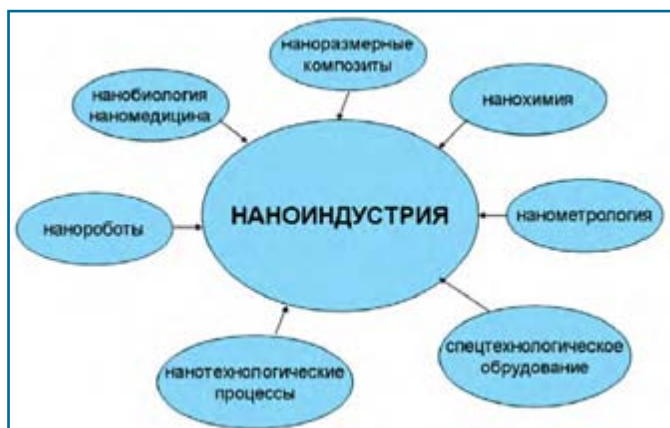 наноразмерные
композиты
нанобиология
наномедицина
нанохимия
НАНОИНДУСТРИЯ
нанороботы
нанометрология
нанотехнологические
процессы
спецтехнологическое
обрудование